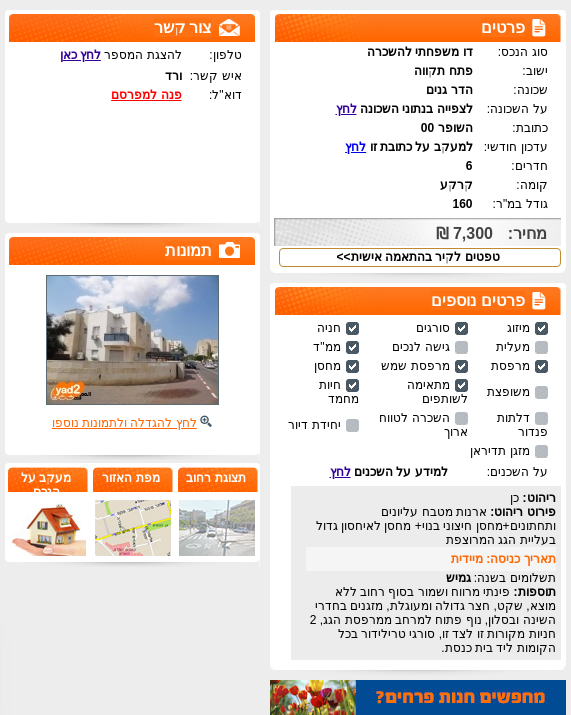 פרטים
סוג הנכס: דו משפחתי להשכרה
ישוב: פתח תקווה
שכונה: הדר גנים
על השכונה: לצפייה בנתוני השכונה לחץ
כתובת: השופר 00
עדכון חודשי: למעקב על כתובת זו לחץ
חדרים: 6
קומה: קרקע
גודל במ"ר: 160
מחיר: 7,300 ₪
טפטים לקיר בהתאמה אישית>>
פרטים נוספים
מיזוג סורגים חניה
מעלית גישה לנכים ממ"ד
מרפסת מרפסת שמש מחסן
משופצת מתאימה לשותפים חיות מחמד
דלתות פנדור השכרה לטווח ארוך יחידת דיור
מזגן תדיראן
על השכנים: למידע על השכנים לחץ
ריהוט: כן
פירוט ריהוט: ארנות מטבח עליונים
ותחתונים+מחסן חיצוני בנוי+ מחסן לאיחסון גדול
בעליית הגג המרוצפת
תאריך כניסה: מיידית
תשלומים בשנה: גמיש
תוספות: פינתי מרווח ושמור בסוף רחוב ללא
מוצא, שקט, חצר גדולה ומעוגלת, מזגנים בחדרי
השינה ובסלון, נוף פתוח למרחב ממרפסת הגג, 2
חניות מקורות זו לצד זו, סורגי טרילידור בכל
הקומות ליד בית כנסת.
מחפשים חנות פרחים?
צור קשר
טלפון: להצגת המספר לחץ כאן
איש קשר: ורד
דוא"ל: פנה למפרסם
תמונות
yad2
לחץ להגדלה ולתמונות נוספו
תצוגת רחוב
מפת האזור
מעקב על
הנכס